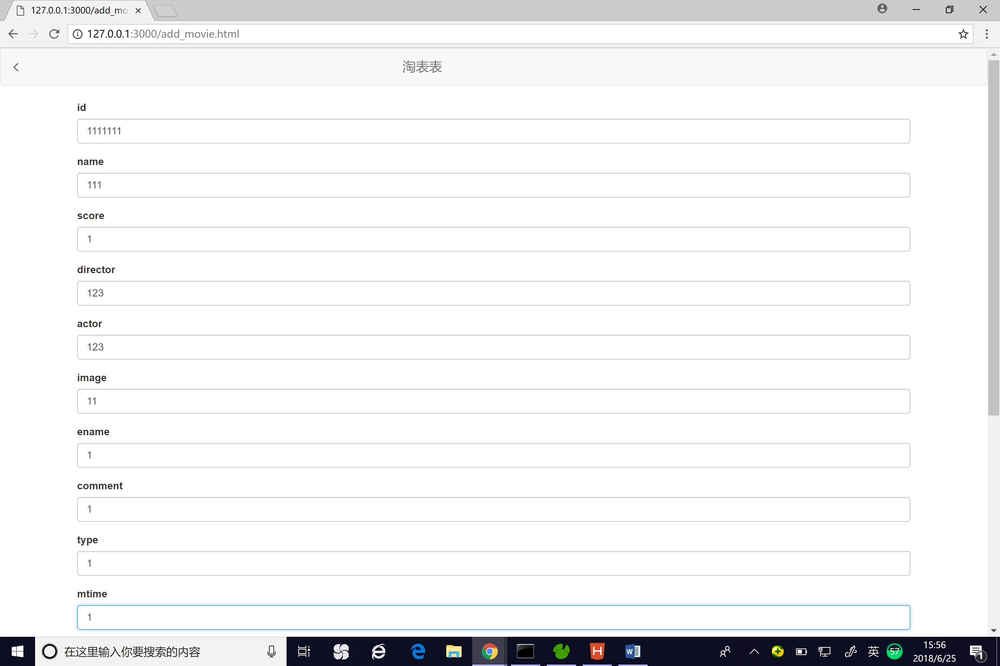 127.0.0.1:3000/add_mo
127.0.0.1:3000/add_movie.html
淘表表
id
1111111
name
111
score
1
director
123
actor
123
image
11
ename
1
comment
1
type
1
mtime
1
在这里输入你要搜索的内容
英
57
15:56
2018/6/25
1